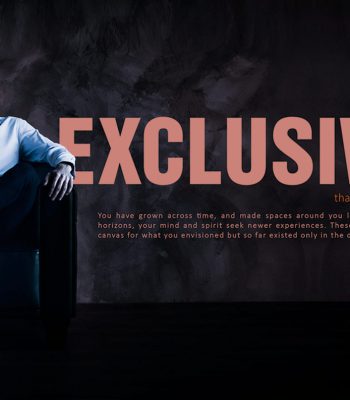 EXCLUSIV
tha
You have grown across time, and made spaces around you l
horizons, your mind and spirit seek newer experiences. These
canvas for what you envisioned but so far existed only in the c